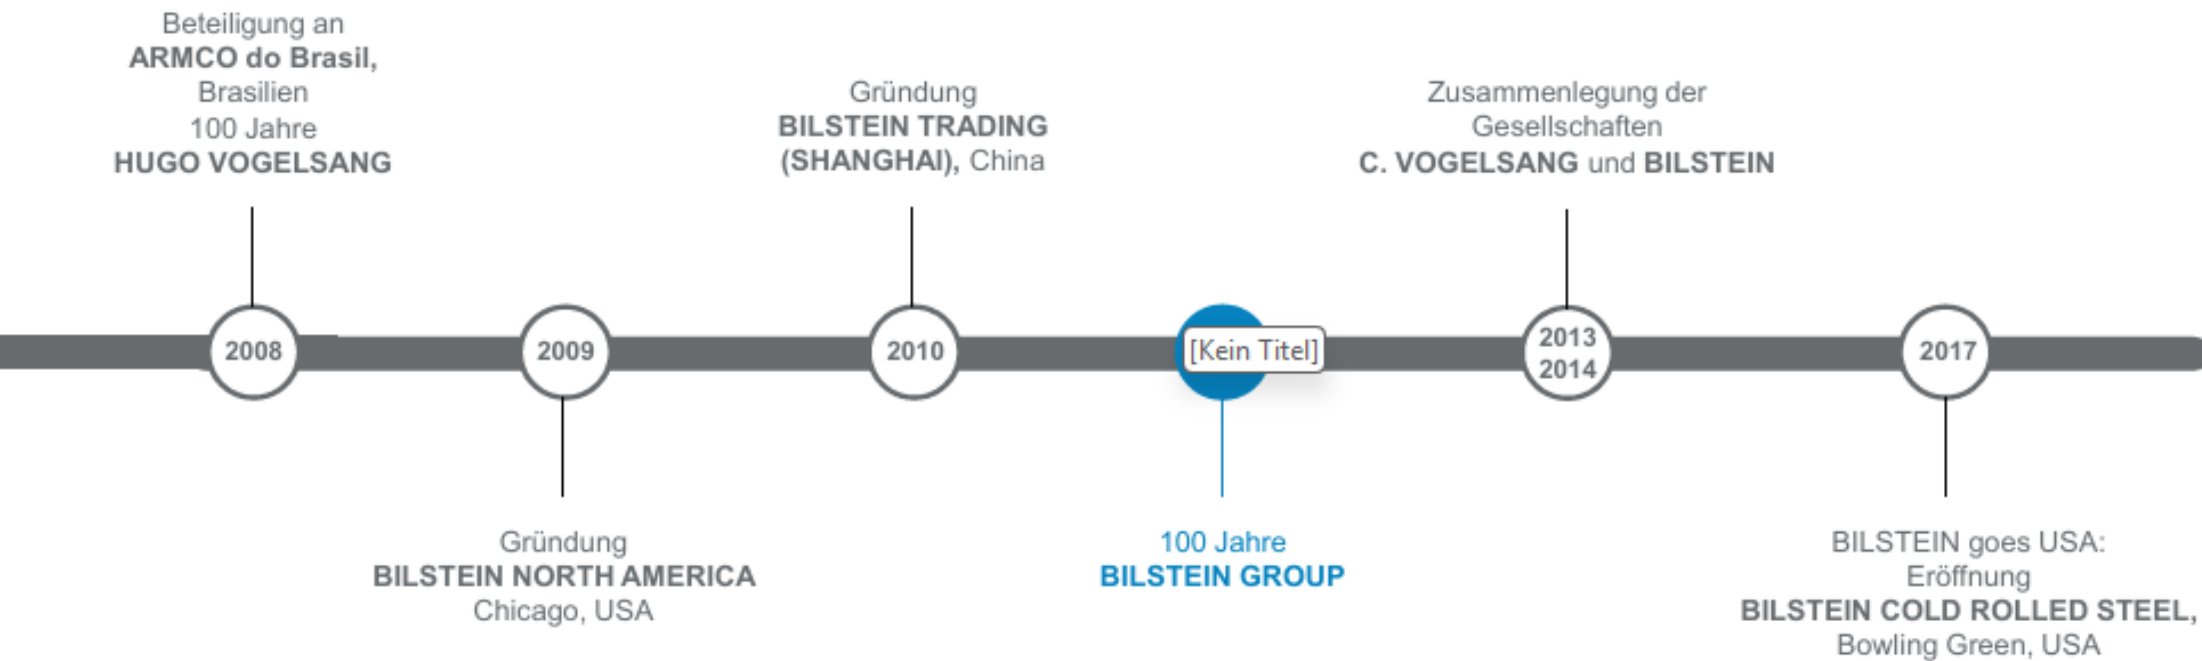 Beteiligung an
ARMCO do Brasil,
Brasilien
100 Jahre
HUGO VOGELSANG
2008
2009
Gründung
BILSTEIN NORTH AMERICA
Chicago, USA
Gründung
BILSTEIN TRADING
(SHANGHAI), China
2010
[Kein Titel]
100 Jahre
BILSTEIN GROUP
Zusammenlegung der
Gesellschaften
C. VOGELSANG und BILSTEIN
2013
2014
2017
BILSTEIN goes USA:
Eröffnung
BILSTEIN COLD ROLLED STEEL,
Bowling Green, USA